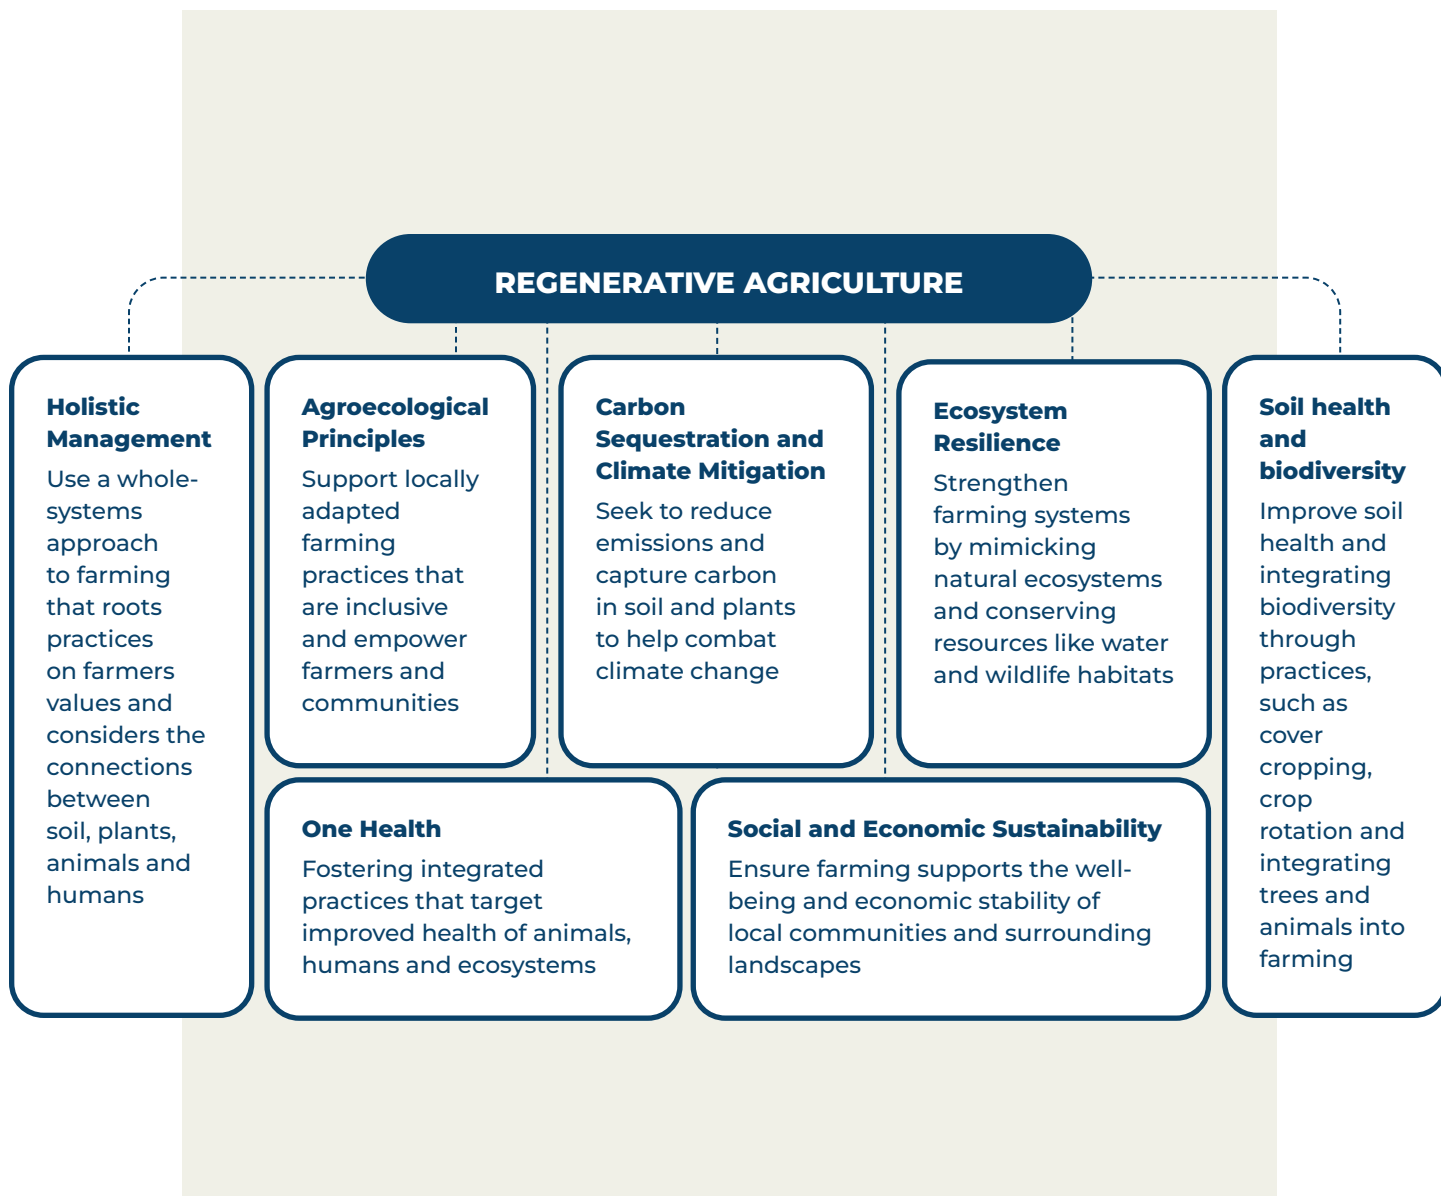 REGENERATIVE AGRICULTURE
Holistic
Management
Use a whole-
systems
approach
to farming
that roots
practices
on farmers
values and
considers the
connections
between
soil, plants,
animals and
humans
Agroecological
Principles
Support locally
adapted
farming
practices that
are inclusive
and empower
farmers and
communities
Carbon
Sequestration and
Climate Mitigation
Seek to reduce
emissions and
capture carbon
in soil and plants
to help combat
climate change
Ecosystem
Resilience
Strengthen
farming systems
by mimicking
natural ecosystems
and conserving
resources like water
and wildlife habitats
Soil health
and
biodiversity
Improve soil
health and
integrating
biodiversity
through
practices,
such as
cover
cropping,
crop
rotation and
integrating
trees and
animals into
farming
One Health
Fostering integrated
practices that target
improved health of animals,
humans and ecosystems
Social and Economic Sustainability
Ensure farming supports the well-
being and economic stability of
local communities and surrounding
landscapes